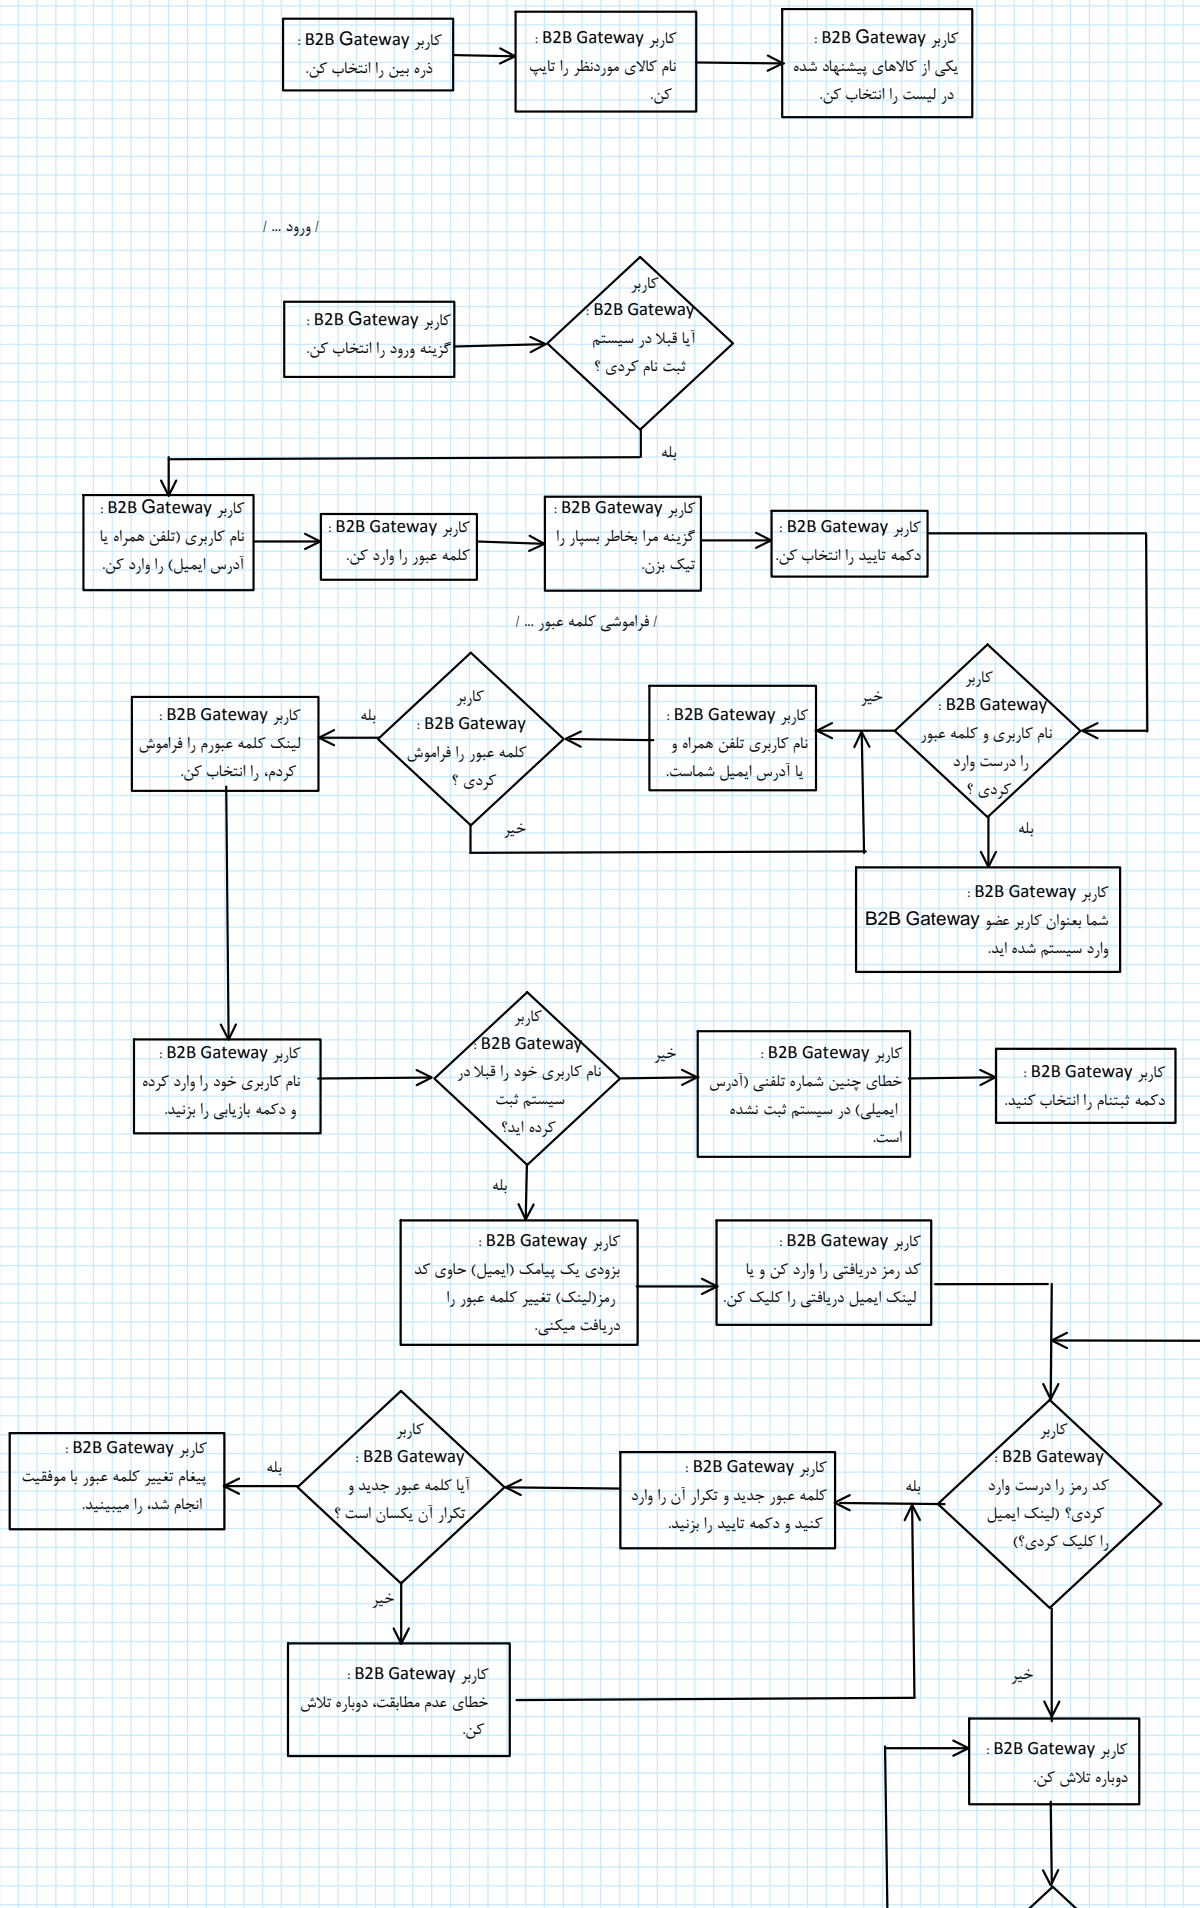 کاربر B2B Gateway :
ذره بین را انتخاب کن.
کاربر B2B Gateway :
نام کالای موردنظر را تایپ
کن.
کاربر B2B Gateway :
یکی از کالاهای پیشنهاد شده
در لیست را انتخاب کن.
/ ورود ... /
کاربر B2B Gateway :
گزینه ورود را انتخاب کن.
کاربر
B2B Gateway :
آیا قبلا در سیستم
ثبت نام کردی ؟
بله
کاربر B2B Gateway :
نام کاربری (تلفن همراه یا
آدرس ایمیل) را وارد کن.
کاربر B2B Gateway :
کلمه عبور را وارد کن.
کاربر B2B Gateway :
گزینه مرا بخاطر بسپار را
تیک بزن.
کاربر B2B Gateway :
دکمه تایید را انتخاب کن.
/ فراموشی کلمه عبور ... /
کاربر
B2B Gateway :
نام کاربری و کلمه عبور
را درست وارد
کردی ؟
خیر
بله
کاربر B2B Gateway :
نام کاربری تلفن همراه و
یا آدرس ایمیل شماست.
کاربر
B2B Gateway :
کلمه عبور را فراموش
کردی ؟
بله
خیر
کاربر B2B Gateway :
لینک کلمه عبورم را فراموش
کردم، را انتخاب کن.
کاربر B2B Gateway :
شما بعنوان کاربر عضو B2B Gateway
وارد سیستم شده اید.
کاربر B2B Gateway :
نام کاربری خود را وارد کرده
و دکمه بازیابی را بزنید.
کاربر
B2B Gateway :
نام کاربری خود را قبلا در
سیستم ثبت
کرده اید؟
خیر
بله
کاربر B2B Gateway :
خطای چنین شماره تلفنی (آدرس
ایمیلی) در سیستم ثبت نشده
است.
کاربر B2B Gateway :
دکمه ثبتنام را انتخاب کنید.
کاربر B2B Gateway :
بزودی یک پیامک (ایمیل) حاوی کد
رمز(لینک) تغییر کلمه عبور را
دریافت میکنی.
کاربر B2B Gateway :
کد رمز دریافتی را وارد کن و یا
لینک ایمیل دریافتی را کلیک کن.
کاربر
B2B Gateway :
کد رمز را درست وارد
کردی؟ (لینک ایمیل
را کلیک کردی؟)
بله
خیر
کاربر B2B Gateway :
کلمه عبور جدید و تکرار آن را وارد
کنید و دکمه تایید را بزنید.
کاربر
B2B Gateway :
آیا کلمه عبور جدید و
تکرار آن یکسان است ؟
بله
خیر
کاربر B2B Gateway :
پیغام تغییر کلمه عبور با موفقیت
انجام شد، را میبینید.
کاربر B2B Gateway :
خطای عدم مطابقت، دوباره تلاش
کن.
کاربر B2B Gateway :
دوباره تلاش کن.